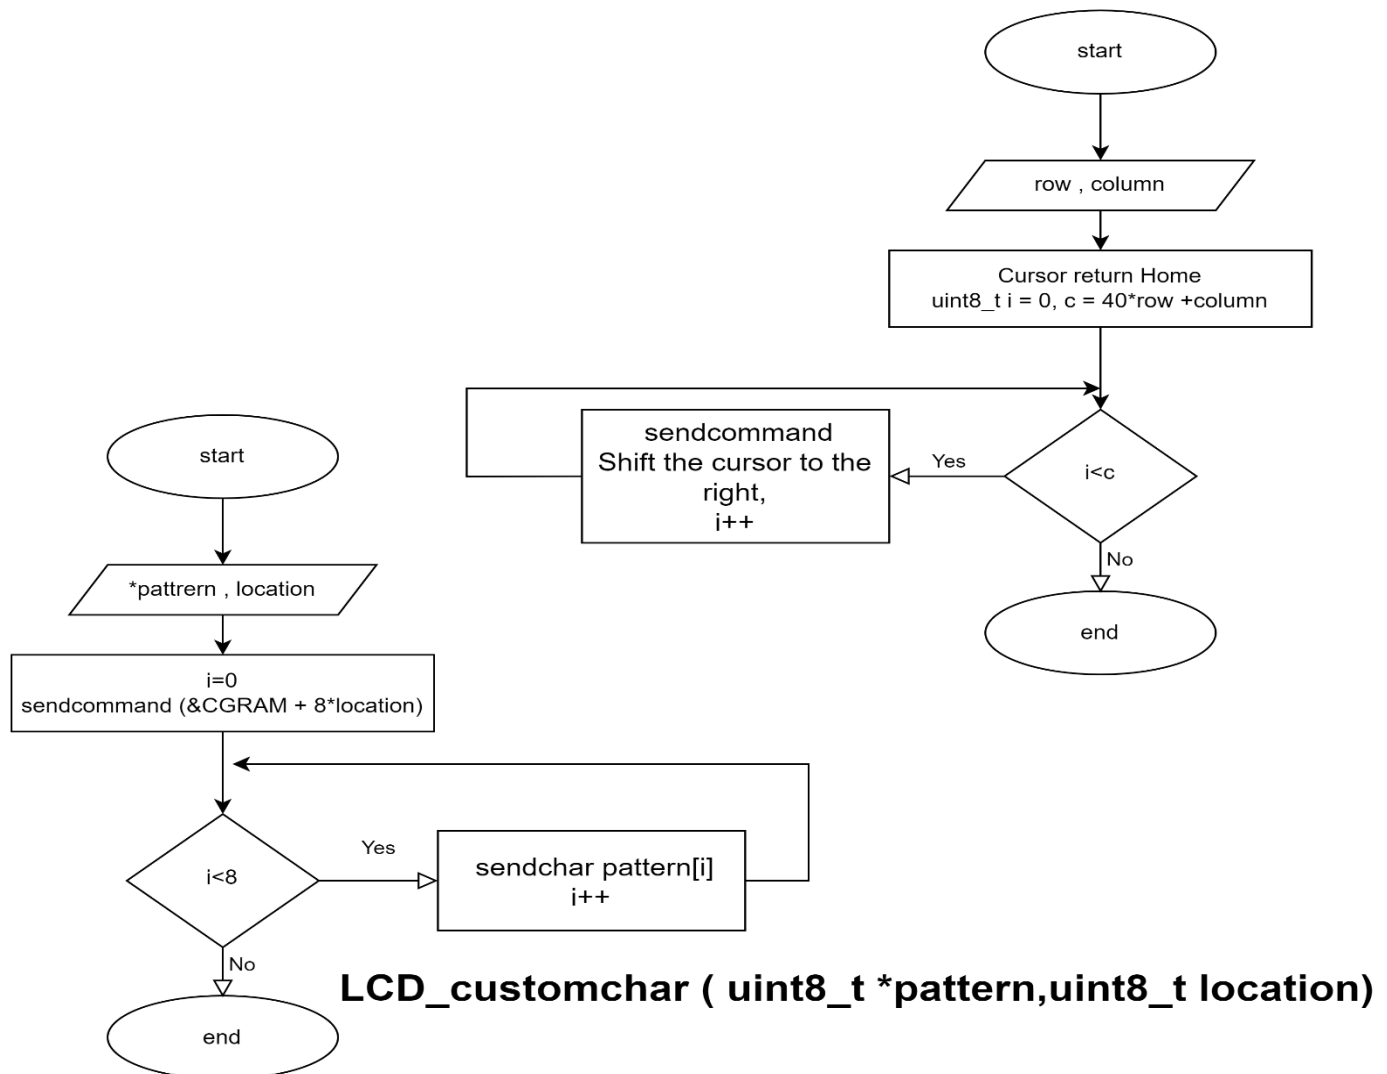 start
row , column
Cursor return Home
uint8_t i = 0, c = 40*row +column
i<c
Yes
sendcommand
Shift the cursor to the
right,
i++
No
end
start
*pattrern , location
i=0
sendcommand (&CGRAM + 8*location)
i<8
Yes
sendchar pattern[i]
i++
No
end
LCD_customchar ( uint8_t *pattern,uint8_t location)